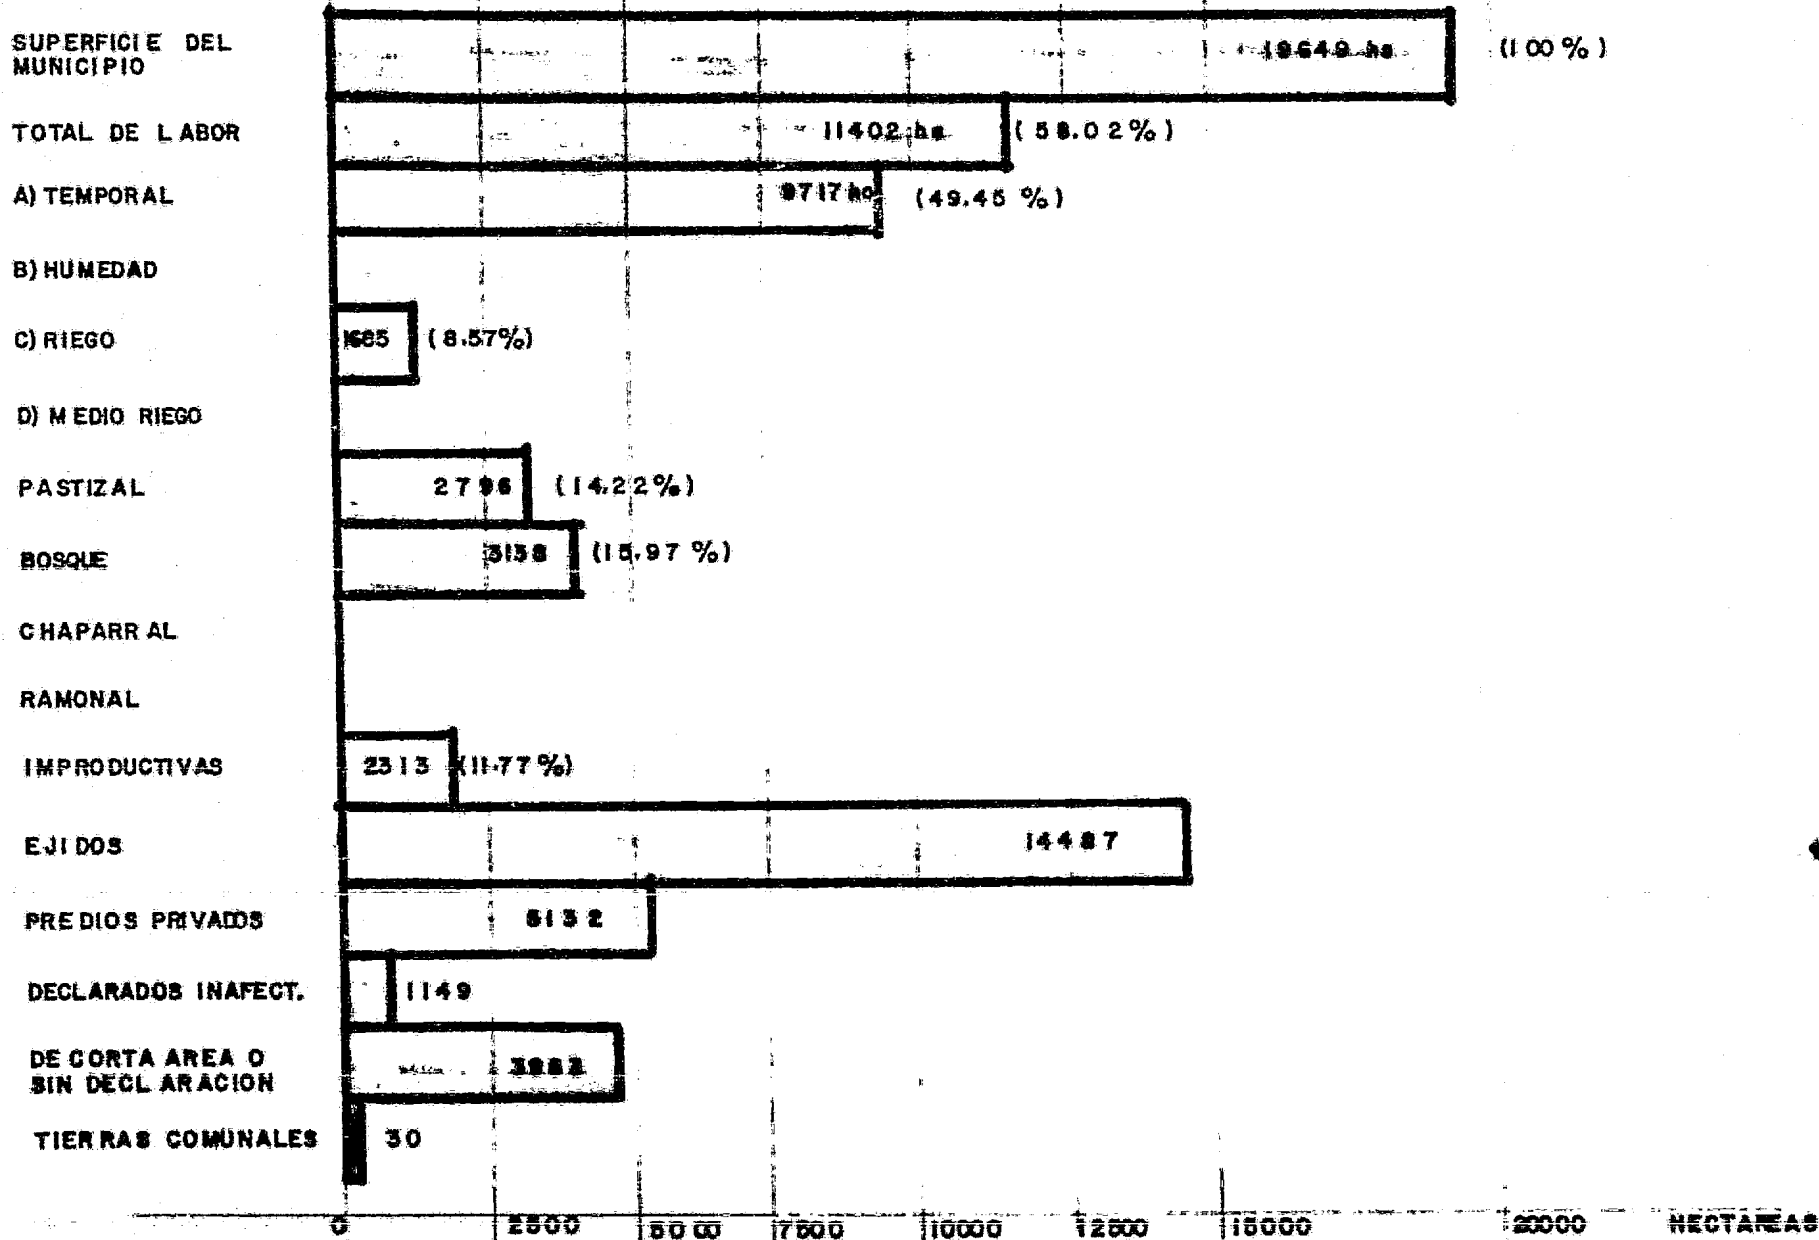 SUPERFICIE DEL
MUNICIPIO
19649 ha
(100%)
TOTAL DE LABOR
11402 ha
(58.02%)
A) TEMPORAL
9717 ha
(49.45 %)
B) HUMEDAD
C) RIEGO
1685
(8.57%)
D) MEDIO RIEGO
PASTIZAL
2796
(14.22%)
BOSQUE
3138
(15.97 %)
CHAPARRAL
RAMONAL
IMPRODUCTIVAS
2313
(11.77%)
EJIDOS
14487
PREDIOS PRIVADOS
5132
DECLARADOS INAFECT.
1149
DE CORTA AREA O
SIN DECLARACION
3983
TIERRAS COMUNALES
30
0 2500 5000 7500 10000 12500 15000 20000 HECTAREAS